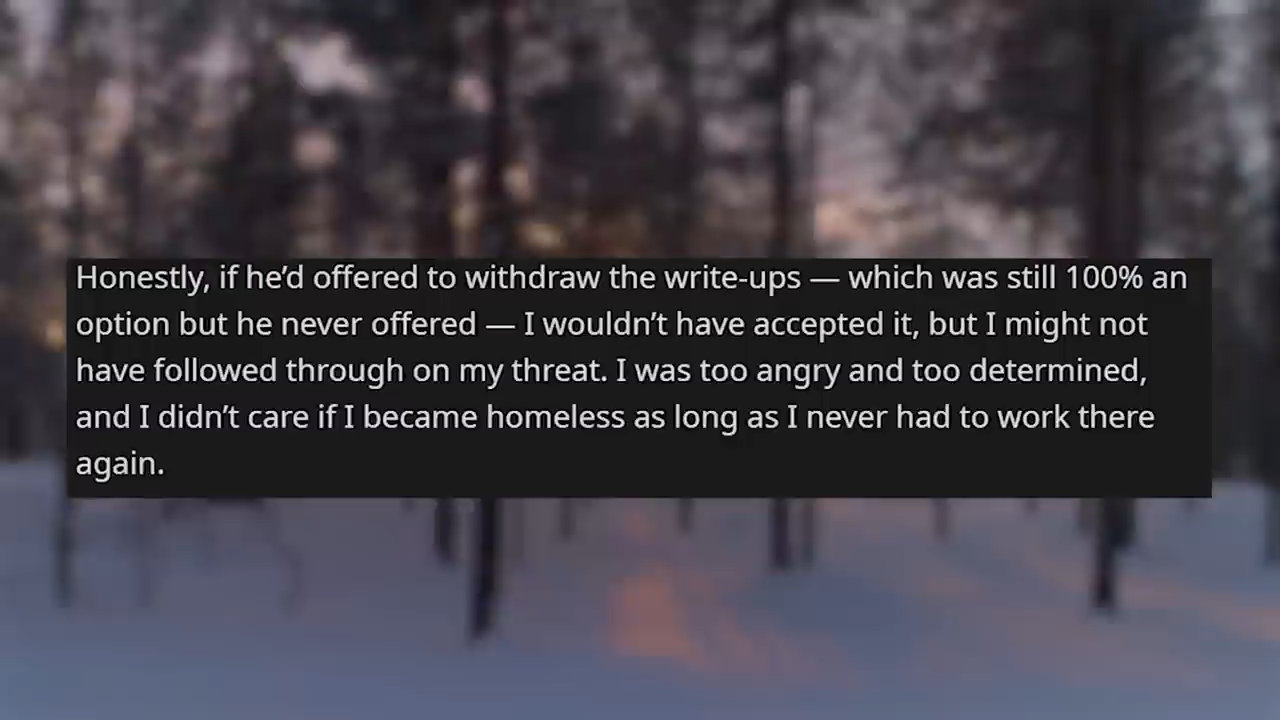 Honestly, if he’d offered to withdraw the write-ups — which was still 100% an
option but he never offered — I wouldn’t have accepted it, but I might not
have followed through on my threat. I was too angry and too determined,
and I didn’t care if I became homeless as long as I never had to work there
again.